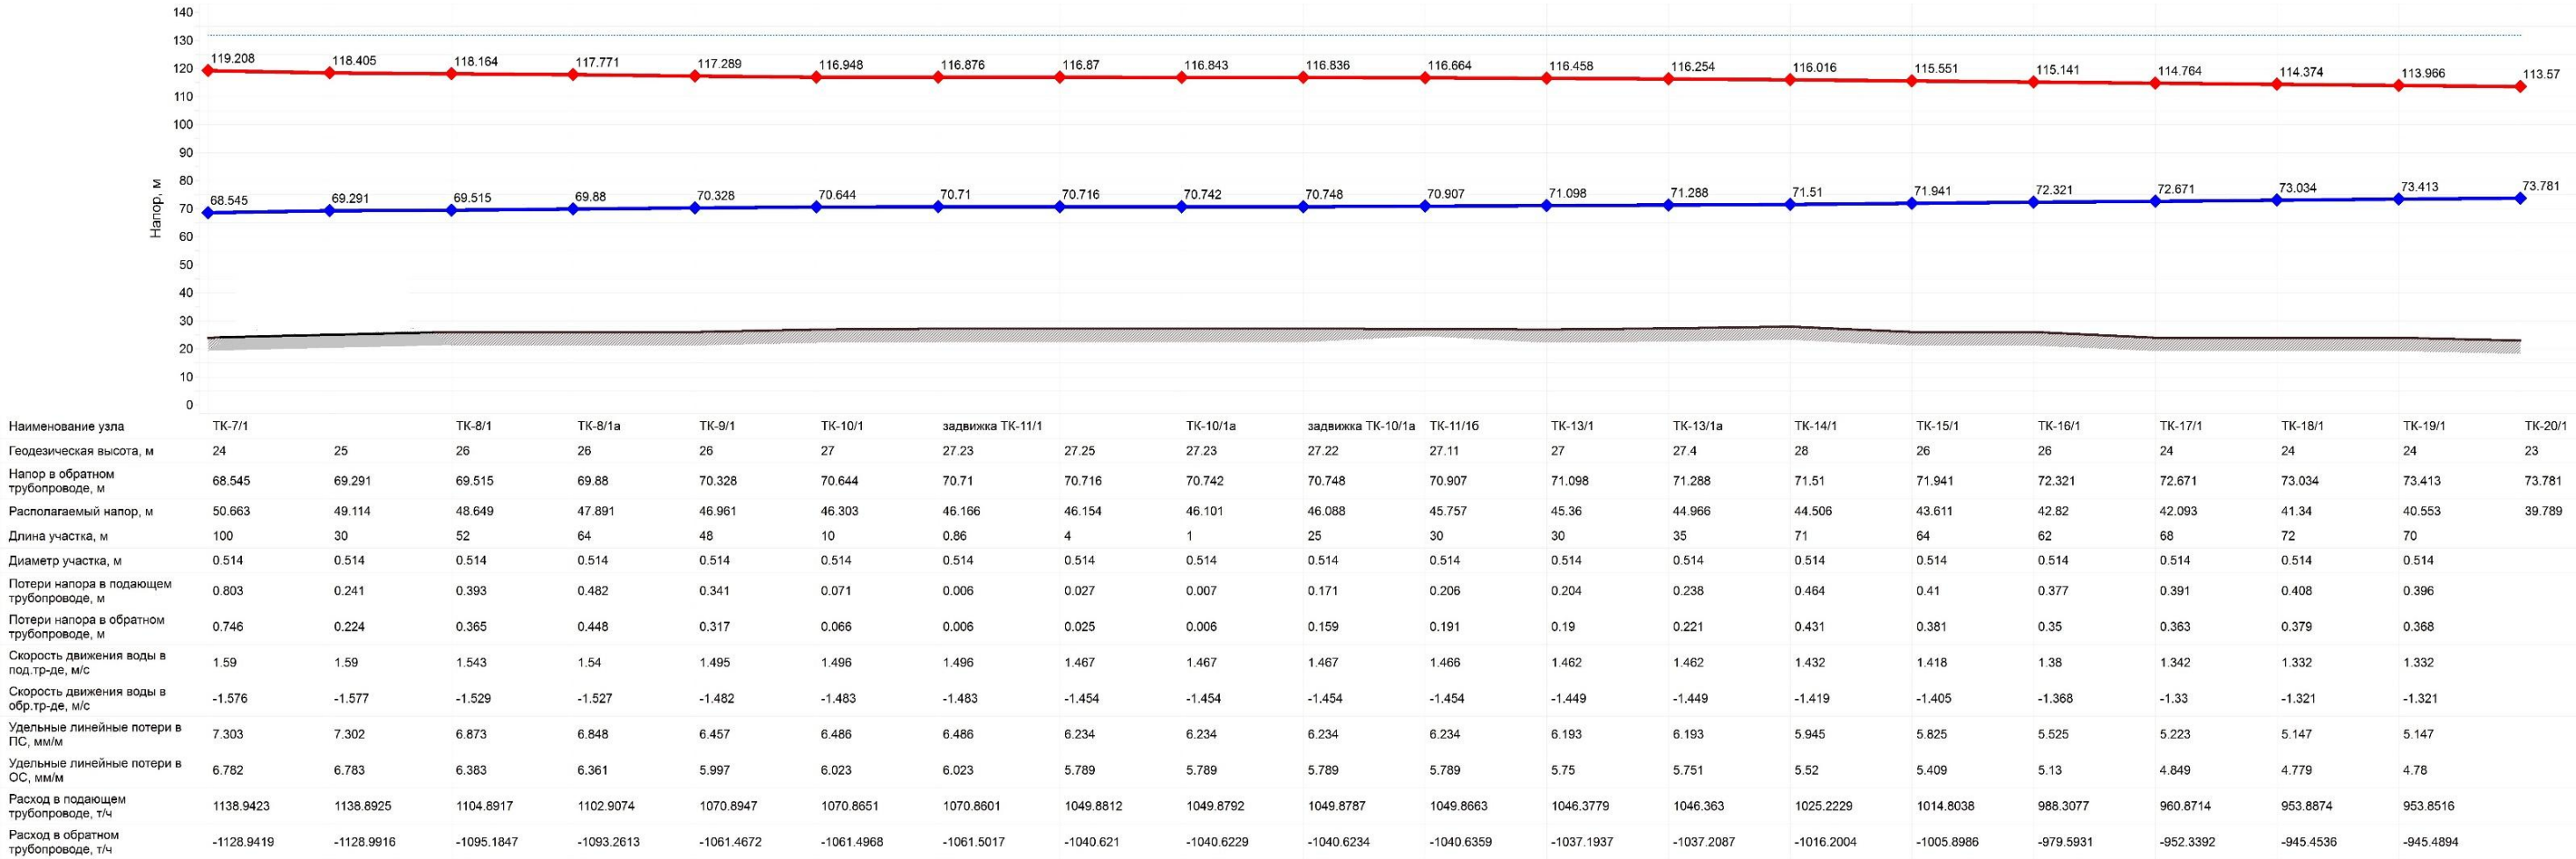 140
130
120
110
100
90
80
70
60
50
40
30
20
10
0
Напор, м
119.208 118.405 118.164 117.771 117.289 116.948 116.876 116.87 116.843 116.836 116.664 116.458 116.254 116.016 115.551 115.141 114.764 114.374 113.966 113.57
68.545 69.291 69.515 69.88 70.328 70.644 70.71 70.716 70.742 70.748 70.907 71.098 71.288 71.51 71.941 72.321 72.671 73.034 73.413 73.781
Наименование узла ТК-7/1 ТК-8/1 ТК-8/1а ТК-9/1 ТК-10/1 задвижка ТК-11/1 ТК-10/1а задвижка ТК-10/1а ТК-11/1б ТК-13/1 ТК-13/1а ТК-14/1 ТК-15/1 ТК-16/1 ТК-17/1 ТК-18/1 ТК-19/1 ТК-20/1
Геодезическая высота, м 24 25 26 26 26 27 27.23 27.25 27.23 27.22 27.11 27 27.4 28 26 26 24 24 24 23
Напор в обратном
трубопроводе, м 68.545 69.291 69.515 69.88 70.328 70.644 70.71 70.716 70.742 70.748 70.907 71.098 71.288 71.51 71.941 72.321 72.671 73.034 73.413 73.781
Располагаемый напор, м 50.663 49.114 48.649 47.891 46.961 46.303 46.166 46.154 46.101 46.088 45.757 45.36 44.966 44.506 43.611 42.82 42.093 41.34 40.553 39.789
Длина участка, м 100 30 52 64 48 10 0.86 4 1 25 30 30 35 71 64 62 68 72 70
Диаметр участка, м 0.514 0.514 0.514 0.514 0.514 0.514 0.514 0.514 0.514 0.514 0.514 0.514 0.514 0.514 0.514 0.514 0.514 0.514 0.514
Потери напора в подающем
трубопроводе, м 0.803 0.241 0.393 0.482 0.341 0.071 0.006 0.027 0.007 0.171 0.206 0.204 0.238 0.464 0.41 0.377 0.391 0.408 0.396
Потери напора в обратном
трубопроводе, м 0.746 0.224 0.365 0.448 0.317 0.066 0.006 0.025 0.006 0.159 0.191 0.19 0.221 0.431 0.381 0.35 0.363 0.379 0.368
Скорость движения воды в
под.тр-де, м/с 1.59 1.59 1.543 1.54 1.495 1.496 1.496 1.467 1.467 1.467 1.466 1.462 1.462 1.432 1.418 1.38 1.342 1.332 1.332
Скорость движения воды в
обр.тр-де, м/с -1.576 -1.577 -1.529 -1.527 -1.482 -1.483 -1.483 -1.454 -1.454 -1.454 -1.454 -1.449 -1.449 -1.419 -1.405 -1.368 -1.33 -1.321 -1.321
Удельные линейные потери в
ПС, мм/м 7.303 7.302 6.873 6.848 6.457 6.486 6.486 6.234 6.234 6.234 6.234 6.193 6.193 5.945 5.825 5.525 5.223 5.147 5.147
Удельные линейные потери в
ОС, мм/м 6.782 6.783 6.383 6.361 5.997 6.023 6.023 5.789 5.789 5.789 5.789 5.75 5.751 5.52 5.409 5.13 4.849 4.779 4.78
Расход в подающем
трубопроводе, т/ч 1138.9423 1138.8925 1104.8917 1102.9074 1070.8947 1070.8651 1070.8601 1049.8812 1049.8792 1049.8787 1049.8663 1046.3779 1046.363 1025.2229 1014.8038 988.3077 960.8714 953.8874 953.8516
Расход в обратном
трубопроводе, т/ч -1128.9419 -1128.9916 -1095.1847 -1093.2613 -1061.4672 -1061.4968 -1061.5017 -1040.621 -1040.6229 -1040.6234 -1040.6359 -1037.1937 -1037.2087 -1016.2004 -1005.8986 -979.5931 -952.3392 -945.4536 -945.4894